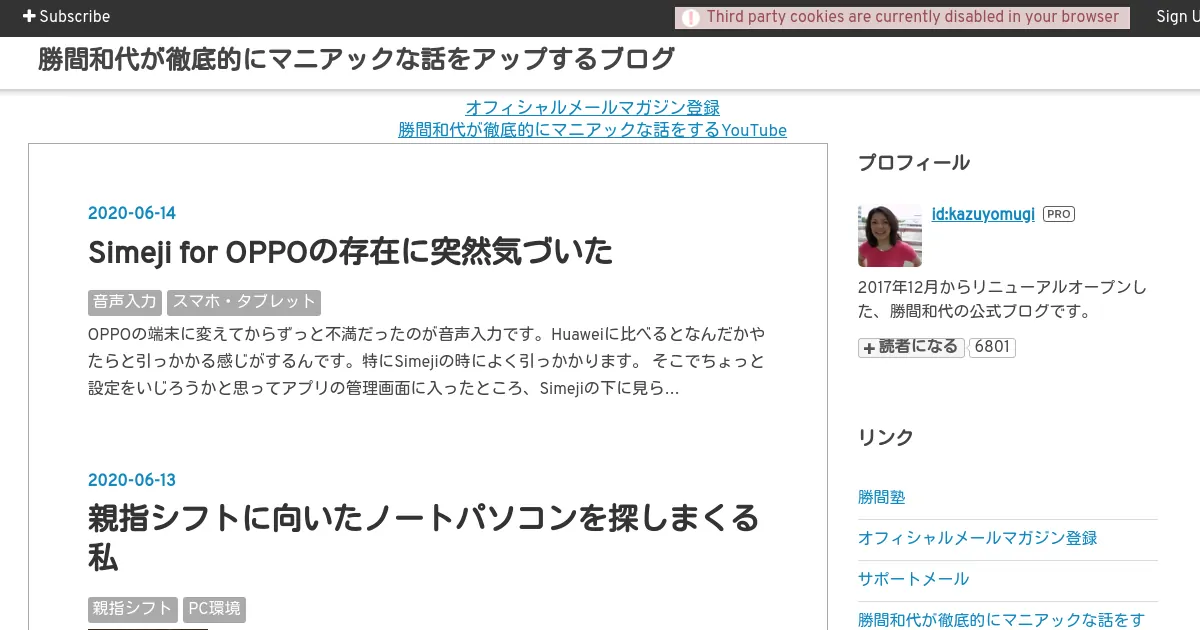 Subscribe
Third party cookies are currently disabled in your browser
Sign U
勝間和代が徹底的にマニアックな話をアップするブログ
オフィシャルメールマガジン登録
勝間和代が徹底的にマニアックな話をするYouTube
2020-06-14
Simeji for OPPOの存在に突然気づいた
音声入力 スマホ・タブレット
OPPOの端末に変えてからずっと不満だったのが音声入力です。Huaweiに比べるとなんだかや
たらと引っかかる感じがするんです。特にSimejiの時によく引っかかります。 そこでちょっと
設定をいじろうかと思ってアプリの管理画面に入ったところ、Simejiの下に見ら…
2020-06-13
親指シフトに向いたノートパソコンを探しまくる
私
親指シフト PC環境
プロフィール
id:kazuyomugi PRO
2017年12月からリニューアルオープンし
た、勝間和代の公式ブログです。
読者になる 6801
リンク
勝間塾
オフィシャルメールマガジン登録
サポートメール
勝間和代が徹底的にマニアックな話をす